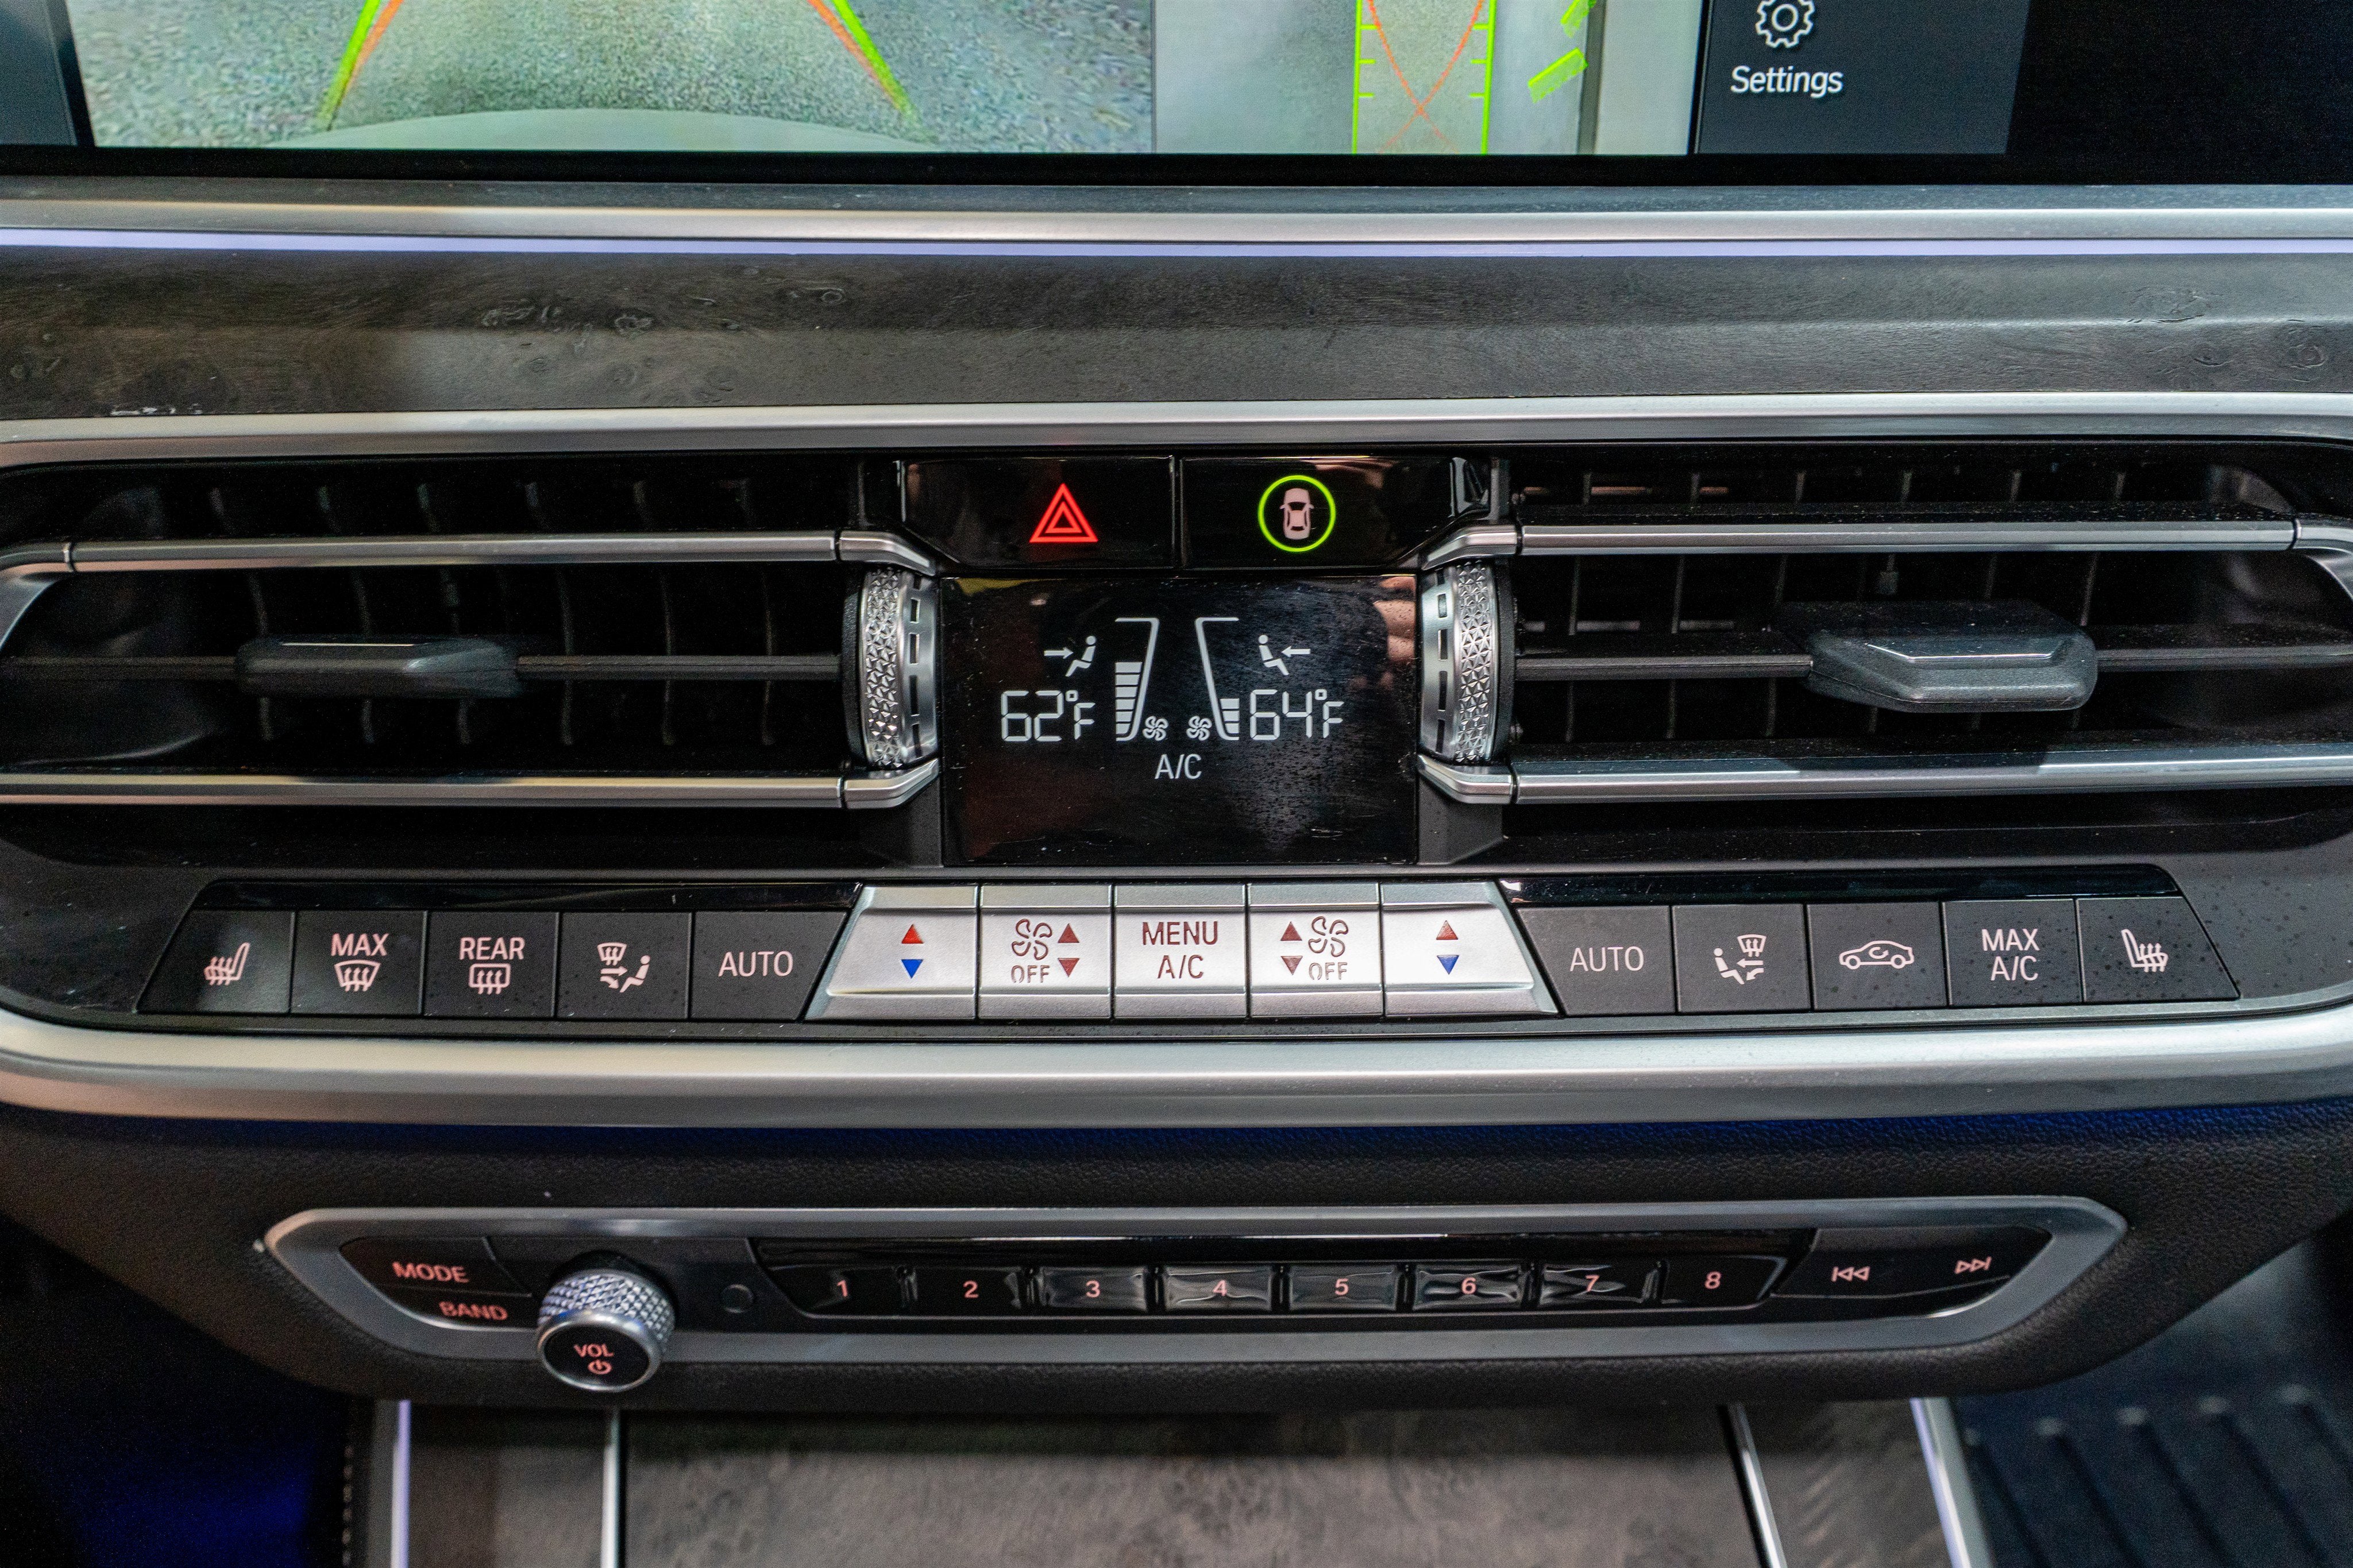 Settings
62°F
64°F
A/C
MAX
REAR
AUTO
OFF
MENU
A/C
OFF
AUTO
MAX
A/C
MODE
BAND
VOL
1 2 3 4 5 6 7 8